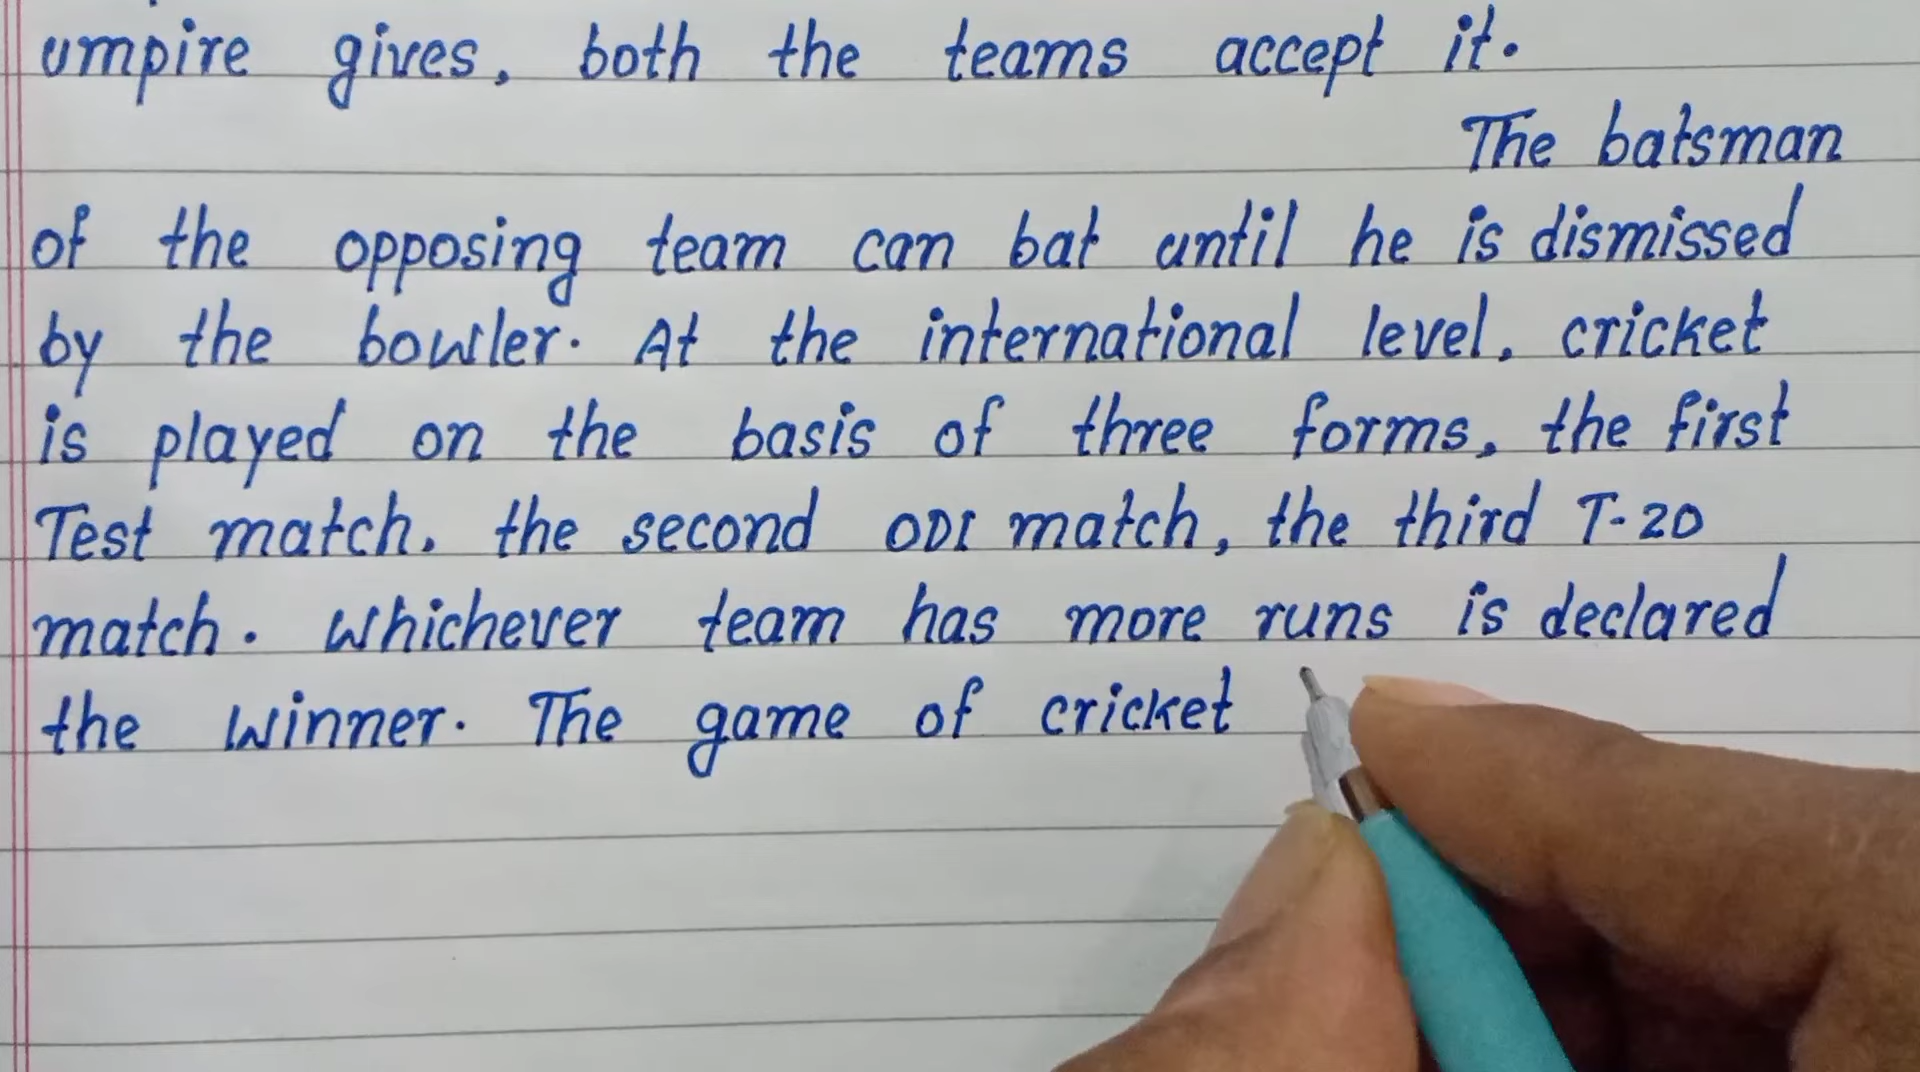 umpire gives, both the teams accept it.
The batsman
of the opposing team can bat until he is dismissed
by the bowler. At the international level, cricket
is played on the basis of three forms, the first
Test match, the second ODI match, the third T-20
match. Whichever team has more runs is declared
the winner. The game of cricket